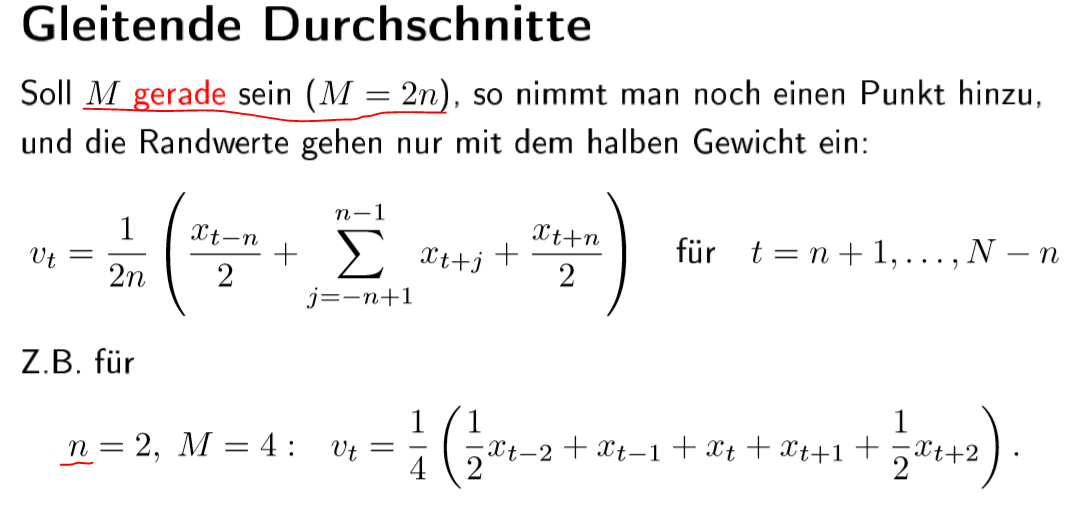 Gleitende Durchschnitte
Soll M gerade sein (M = 2n), so nimmt man noch einen Punkt hinzu,
und die Randwerte gehen nur mit dem halben Gewicht ein:
v_t = \frac{1}{2n} \left( \frac{x_{t-n}}{2} + \sum_{j=-n+1}^{n-1} x_{t+j} + \frac{x_{t+n}}{2} \right) für t = n + 1, \ldots, N − n
Z.B. für
n = 2, M = 4 : v_t = \frac{1}{4} \left( \frac{1}{2} x_{t-2} + x_{t-1} + x_t + x_{t+1} + \frac{1}{2} x_{t+2} \right) .